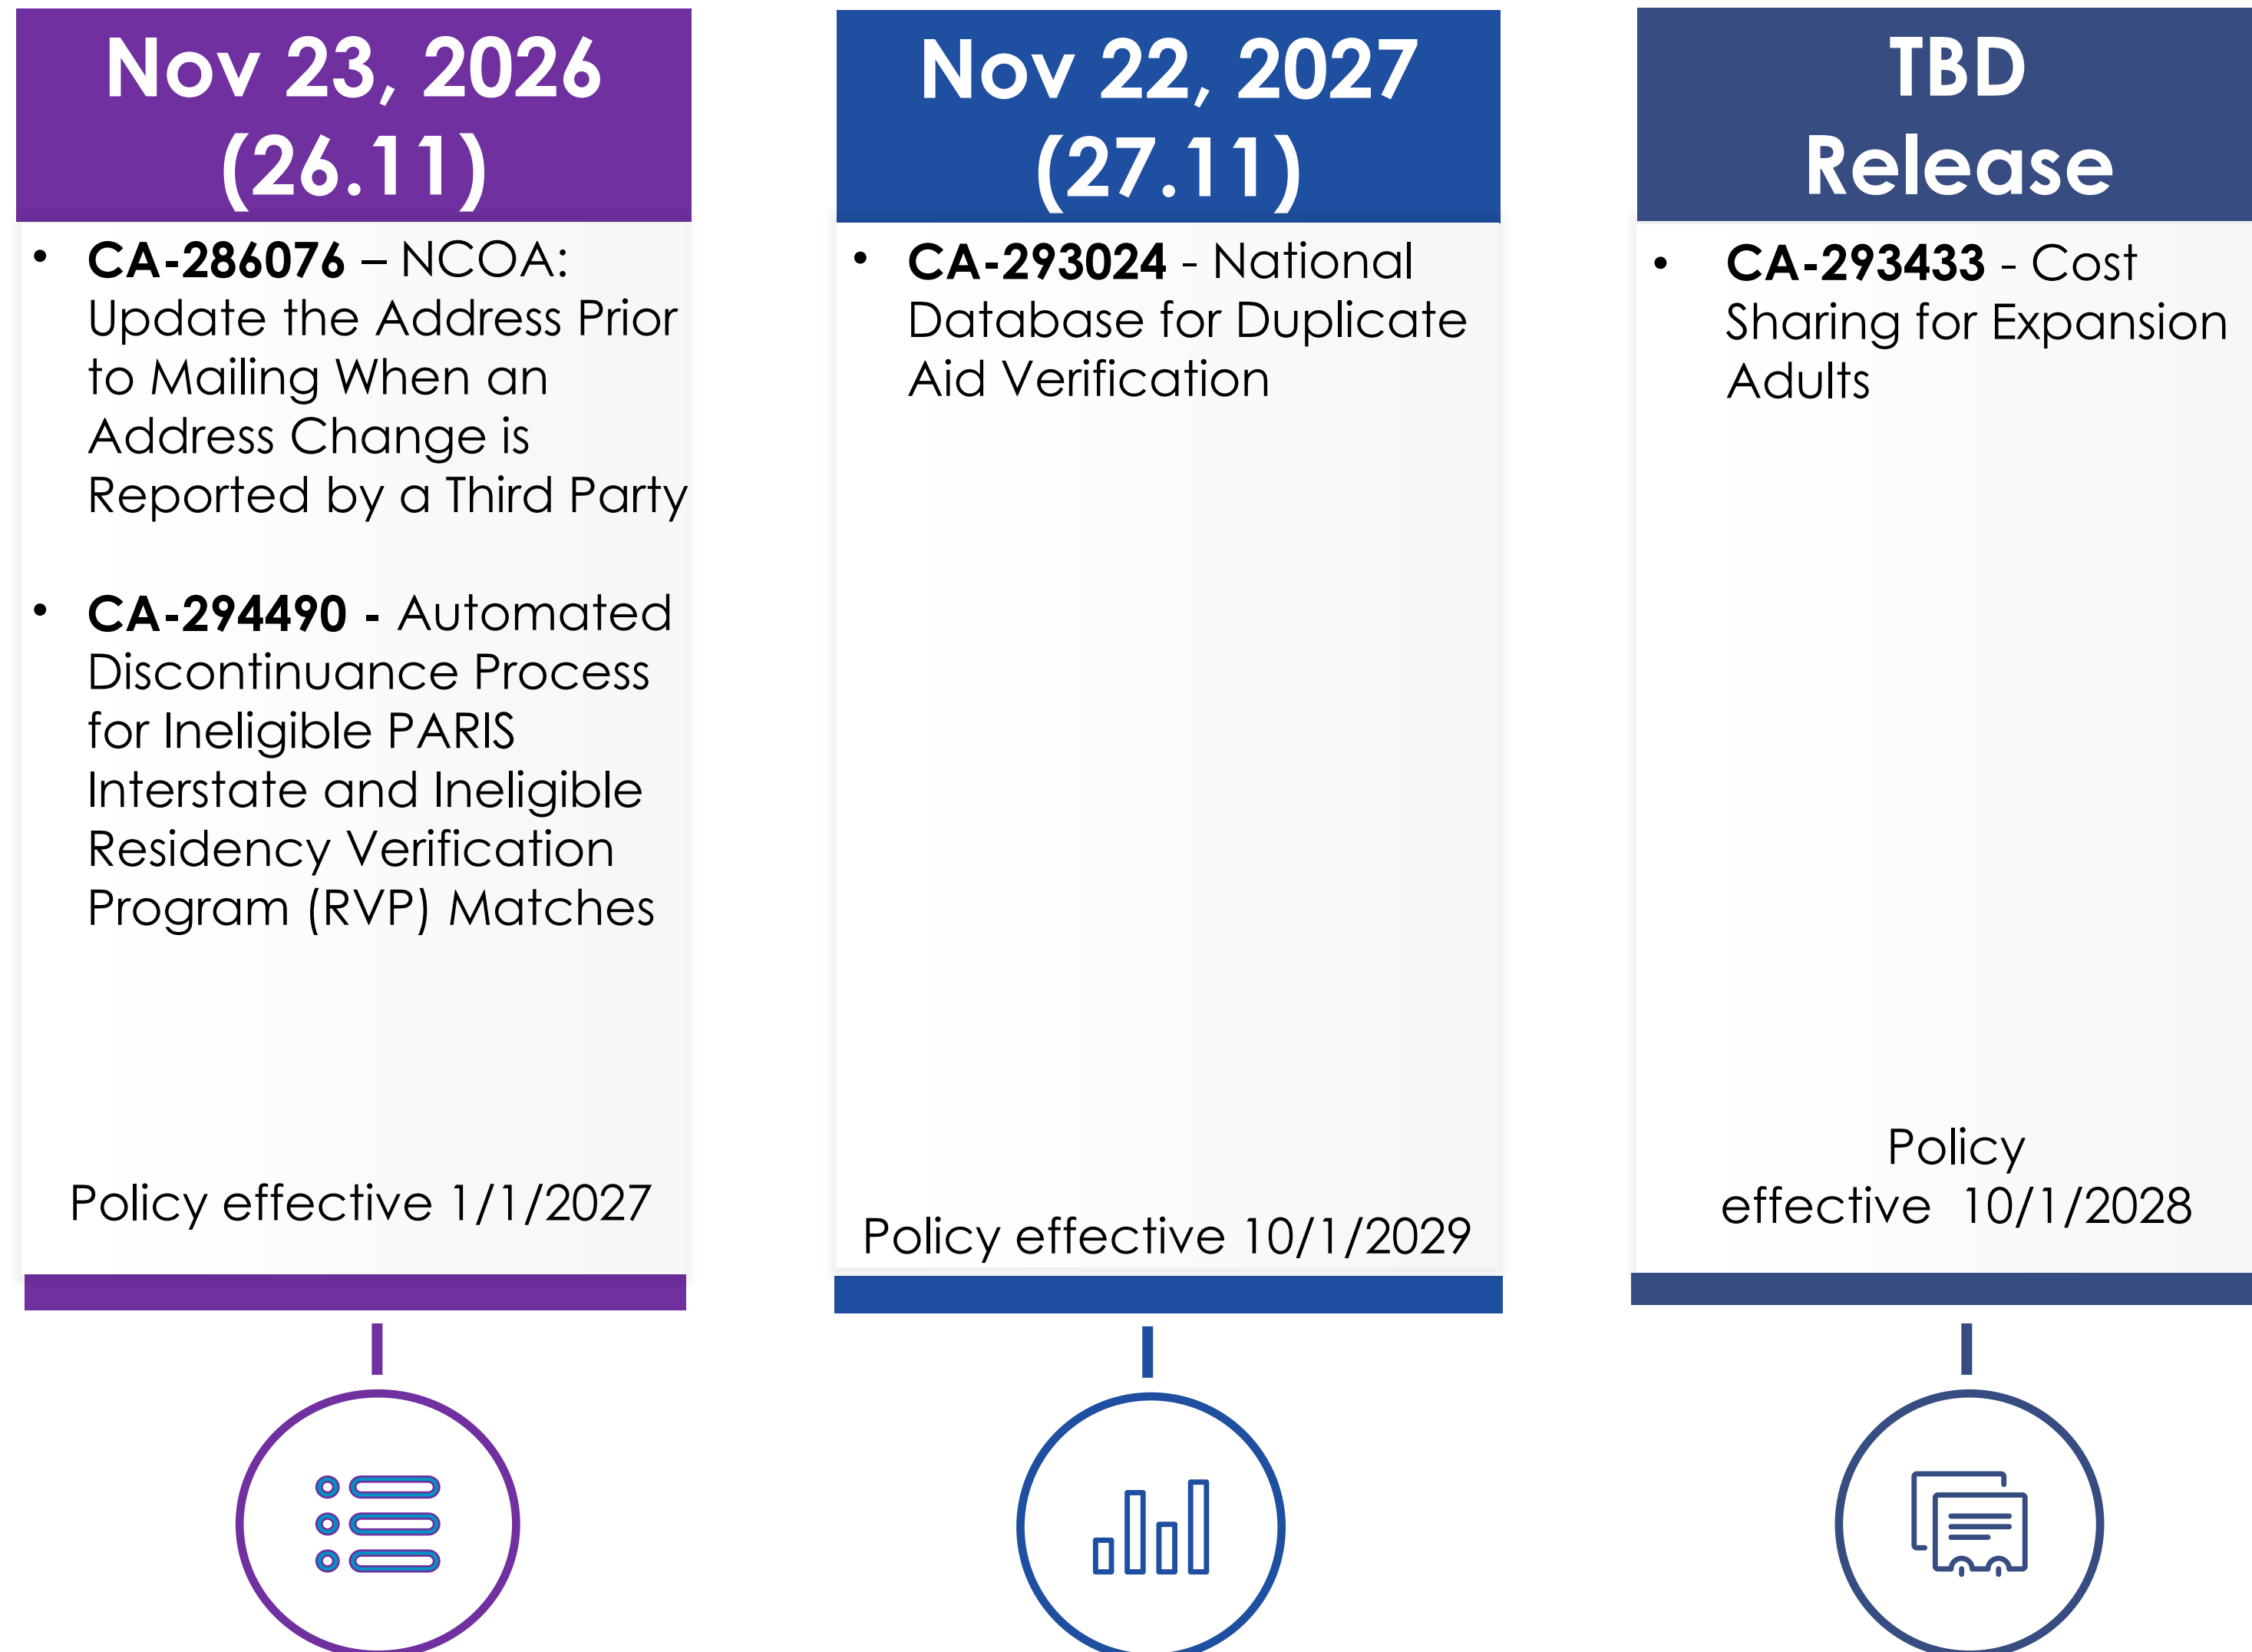 Nov 23, 2026
(26.11)
• CA-286076 – NCOA:
Update the Address Prior
to Mailing When an
Address Change is
Reported by a Third Party
• CA-294490 - Automated
Discontinuance Process
for Ineligible PARIS
Interstate and Ineligible
Residency Verification
Program (RVP) Matches
Policy effective 1/1/2027
Nov 22, 2027
(27.11)
• CA-293024 - National
Database for Duplicate
Aid Verification
Policy effective 10/1/2029
TBD
Release
• CA-293433 - Cost
Sharing for Expansion
Adults
Policy
effective 10/1/2028